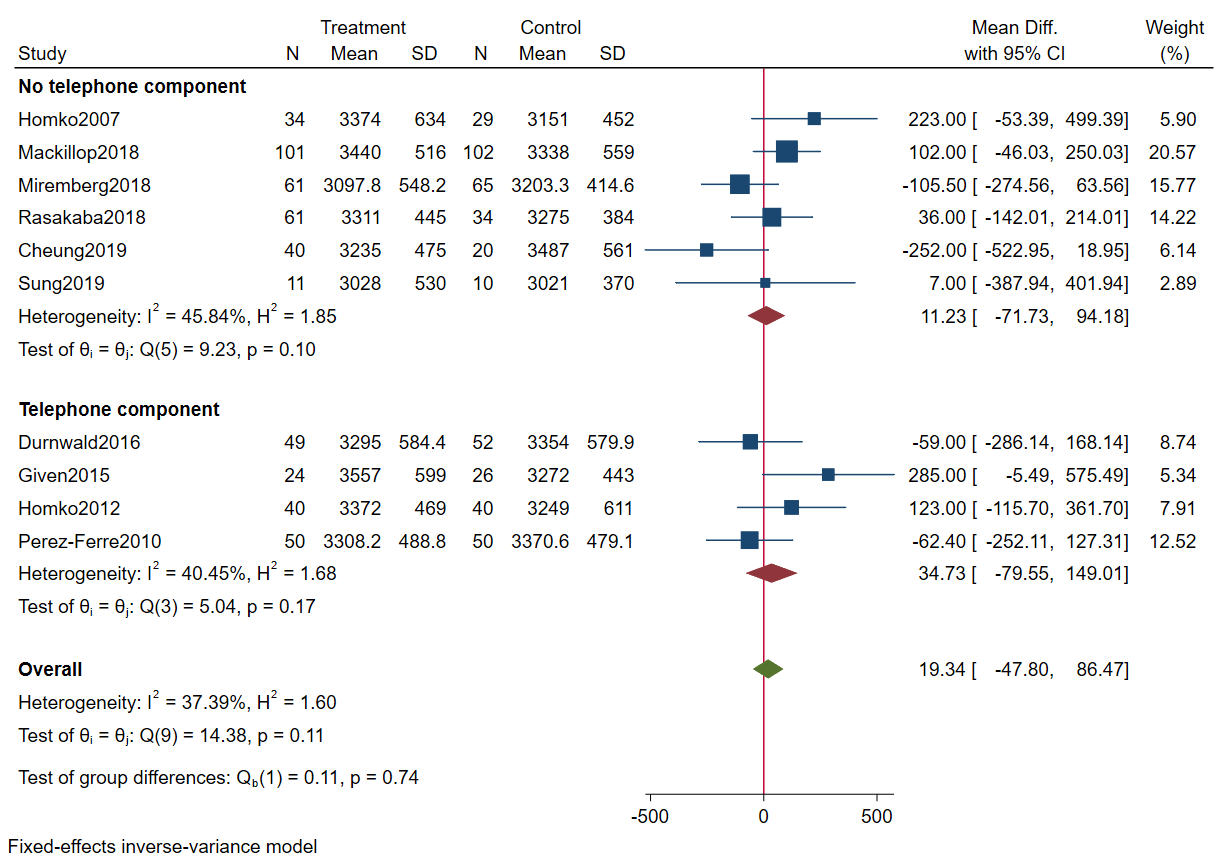 Treatment Control Mean Diff. Weight
Study N Mean SD N Mean SD with 95% CI (%)
No telephone component
Homko2007 34 3374 634 29 3151 452 223.00 [ -53.39, 499.39] 5.90
Mackillop2018 101 3440 516 102 3338 559 102.00 [ -46.03, 250.03] 20.57
Miremberg2018 61 3097.8 548.2 65 3203.3 414.6 -105.50 [ -274.56, 63.56] 15.77
Rasakaba2018 61 3311 445 34 3275 384 36.00 [ -142.01, 214.01] 14.22
Cheung2019 40 3235 475 20 3487 561 -252.00 [ -522.95, 18.95] 6.14
Sung2019 11 3028 530 10 3021 370 7.00 [ -387.94, 401.94] 2.89
Heterogeneity: I² = 45.84%, H² = 1.85 11.23 [ -71.73, 94.18]
Test of θᵢ = θⱼ: Q(5) = 9.23, p = 0.10
Telephone component
Durnwald2016 49 3295 584.4 52 3354 579.9 -59.00 [ -286.14, 168.14] 8.74
Given2015 24 3557 599 26 3272 443 285.00 [ -5.49, 575.49] 5.34
Homko2012 40 3372 469 40 3249 611 123.00 [ -115.70, 361.70] 7.91
Perez-Ferre2010 50 3308.2 488.8 50 3370.6 479.1 -62.40 [ -252.11, 127.31] 12.52
Heterogeneity: I² = 40.45%, H² = 1.68 34.73 [ -79.55, 149.01]
Test of θᵢ = θⱼ: Q(3) = 5.04, p = 0.17
Overall 19.34 [ -47.80, 86.47]
Heterogeneity: I² = 37.39%, H² = 1.60
Test of θᵢ = θⱼ: Q(9) = 14.38, p = 0.11
Test of group differences: Q_b(1) = 0.11, p = 0.74
-500 0 500
Fixed-effects inverse-variance model